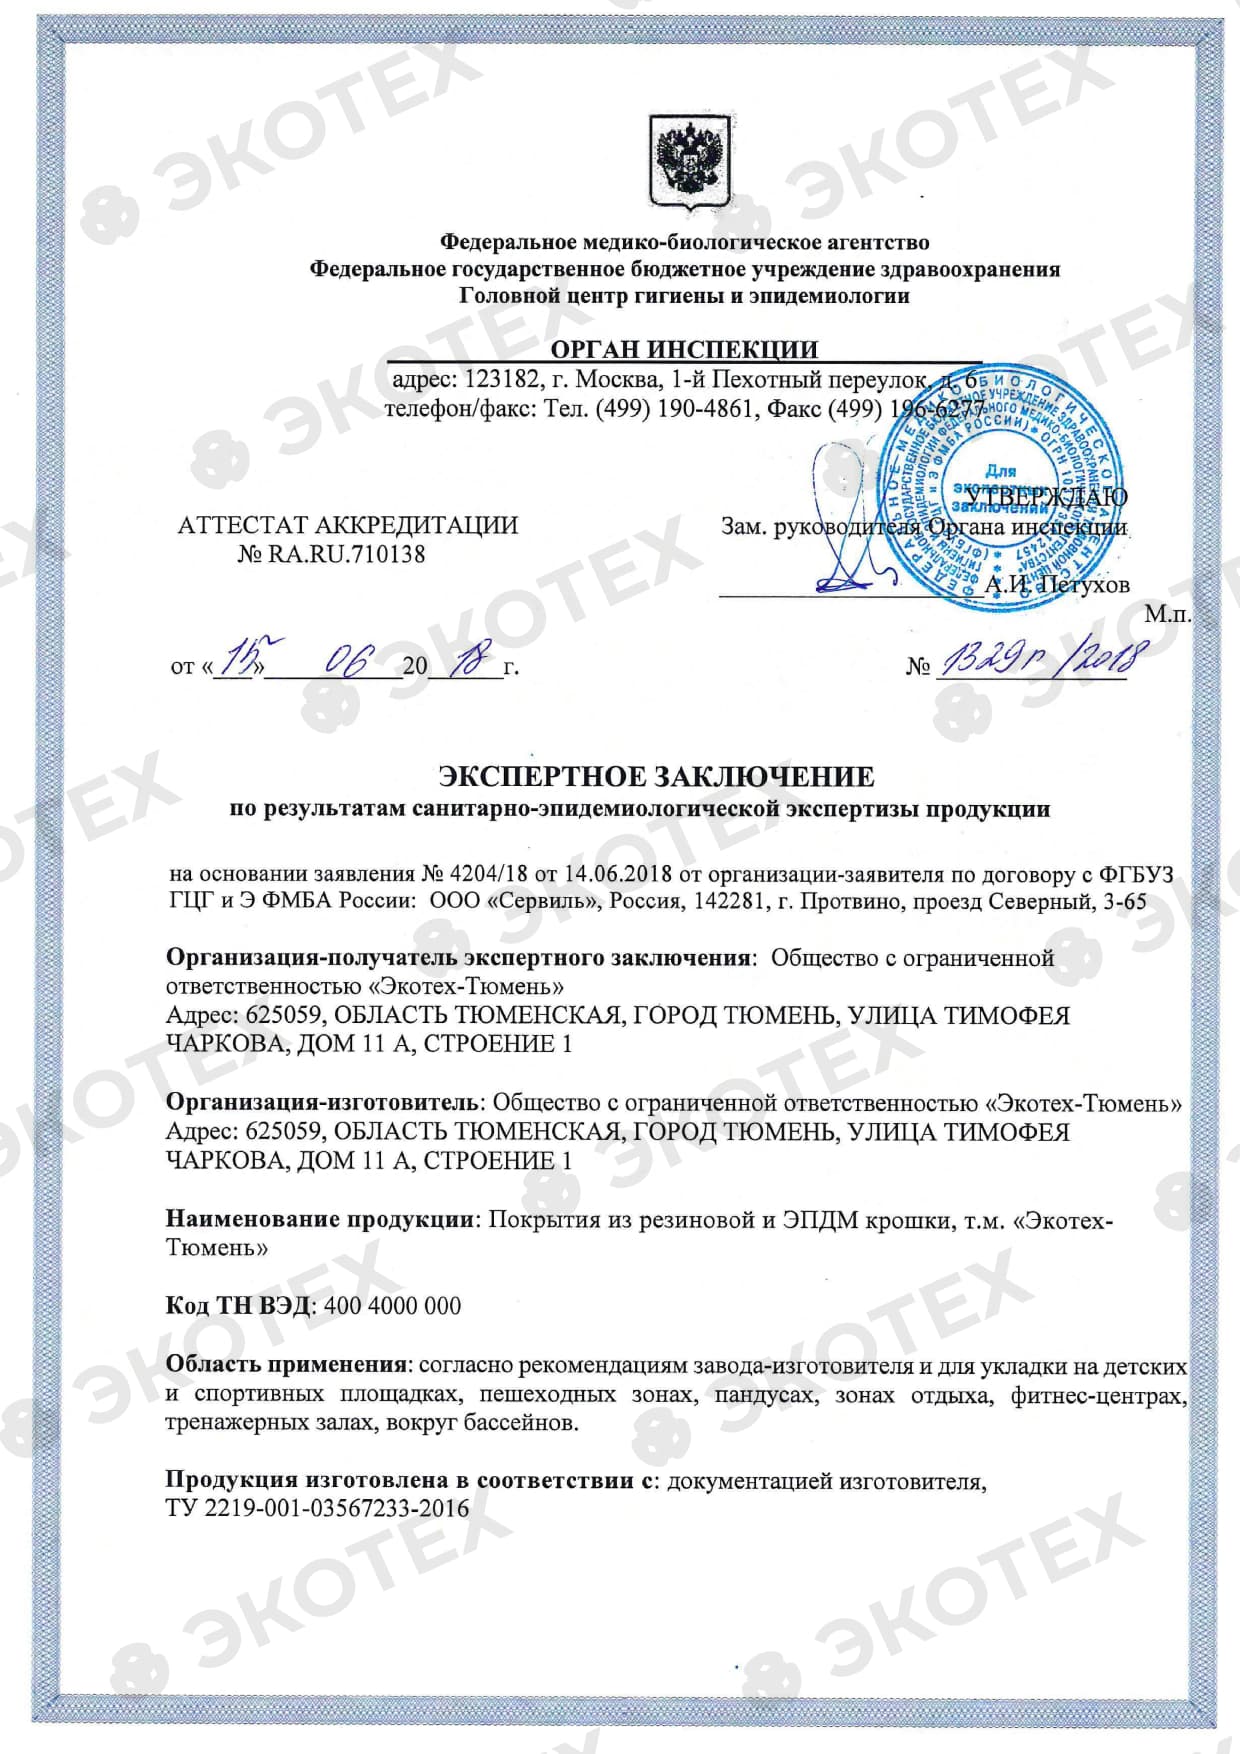 Федеральное медико-биологическое агентство
Федеральное государственное бюджетное учреждение здравоохранения
Головной центр гигиены и эпидемиологии
ОРГАН ИНСПЕКЦИИ
адрес: 123182, г. Москва, 1-й Пехотный переулок, д. 6
телефон/факс: Тел. (499) 190-4861, Факс (499) 196-6277
Для
экспертных
заключений
УТВЕРЖДАЮ
АТТЕСТАТ АККРЕДИТАЦИИ
Зам. руководителя Органа инспекции
№ RA.RU.710138
А.И. Петухов
М.п.
от «15» 06 2018 г.
№ 1329г/2018
ЭКСПЕРТНОЕ ЗАКЛЮЧЕНИЕ
по результатам санитарно-эпидемиологической экспертизы продукции
на основании заявления № 4204/18 от 14.06.2018 от организации-заявителя по договору с ФГБУЗ
ГЦГ и Э ФМБА России: ООО «Сервиль», Россия, 142281, г. Протвино, проезд Северный, 3-65
Организация-получатель экспертного заключения: Общество с ограниченной
ответственностью «Экотех-Тюмень»
Адрес: 625059, ОБЛАСТЬ ТЮМЕНСКАЯ, ГОРОД ТЮМЕНЬ, УЛИЦА ТИМОФЕЯ
ЧАРКОВА, ДОМ 11 А, СТРОЕНИЕ 1
Организация-изготовитель: Общество с ограниченной ответственностью «Экотех-Тюмень»
Адрес: 625059, ОБЛАСТЬ ТЮМЕНСКАЯ, ГОРОД ТЮМЕНЬ, УЛИЦА ТИМОФЕЯ
ЧАРКОВА, ДОМ 11 А, СТРОЕНИЕ 1
Наименование продукции: Покрытия из резиновой и ЭПДМ крошки, т.м. «Экотех-
Тюмень»
Код ТН ВЭД: 400 4000 000
Область применения: согласно рекомендациям завода-изготовителя и для укладки на детских
и спортивных площадках, пешеходных зонах, пандусах, зонах отдыха, фитнес-центрах,
тренажерных залах, вокруг бассейнов.
Продукция изготовлена в соответствии с: документацией изготовителя,
ТУ 2219-001-03567233-2016
ЭКОТЕХ